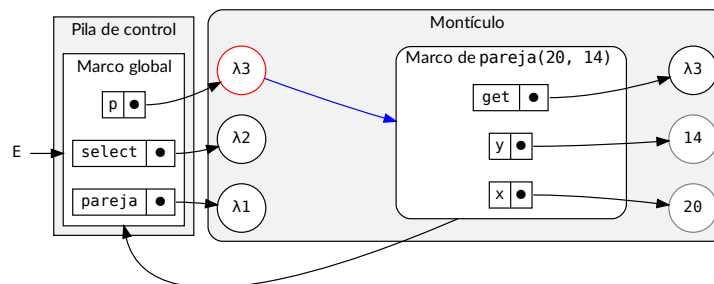 Pila de control
Marco global
p
select
pareja
E
Montículo
λ3
λ2
λ1
Marco de pareja(20, 14)
get
y
x
λ3
14
20